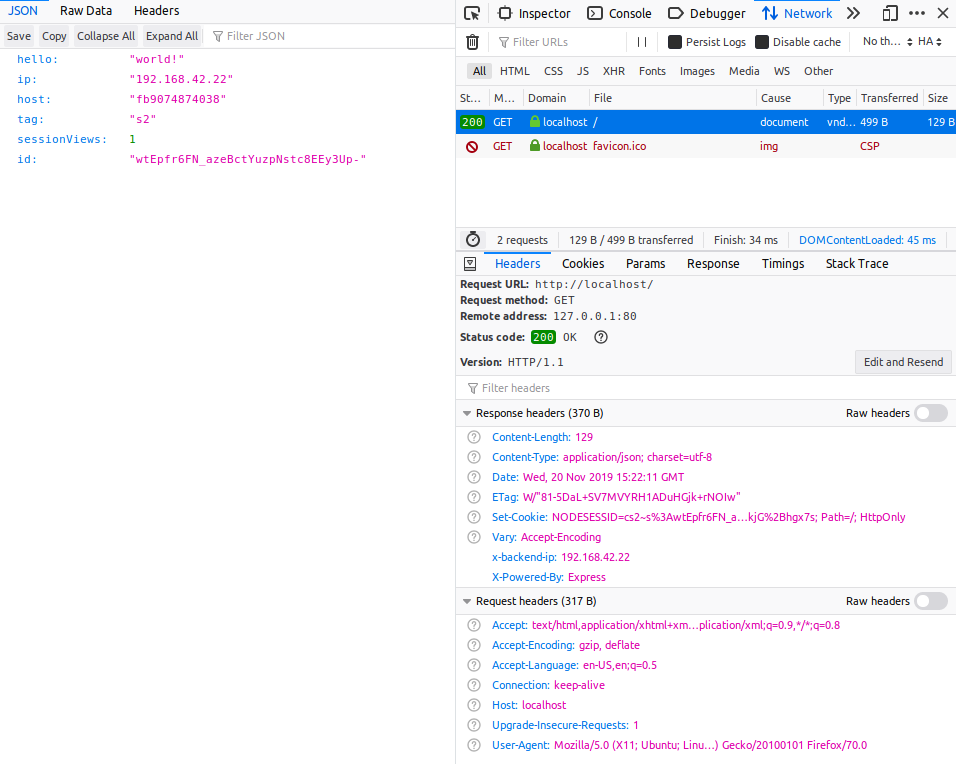 JSON Raw Data Headers
Save Copy Collapse All Expand All Filter JSON
hello: "world!"
ip: "192.168.42.22"
host: "fb9074874038"
tag: "s2"
sessionViews: 1
id: "wtEpfr6FN_azeBctYuzpNstc8EEy3Up-"
Inspector Console Debugger Network
Filter URLs Persist Logs Disable cache No th... HA
All HTML CSS JS XHR Fonts Images Media WS Other
St... M... Domain File Cause Type Transferred Size
200 GET localhost / document vnd... 499 B 129 B
GET localhost favicon.ico img CSP
2 requests 129 B / 499 B transferred Finish: 34 ms DOMContentLoaded: 45 ms
Headers Cookies Params Response Timings Stack Trace
Request URL: http://localhost/
Request method: GET
Remote address: 127.0.0.1:80
Status code: 200 OK ?
Version: HTTP/1.1 Edit and Resend
Filter headers
Response headers (370 B) Raw headers
? Content-Length: 129
? Content-Type: application/json; charset=utf-8
? Date: Wed, 20 Nov 2019 15:22:11 GMT
? ETag: W/"81-5DaL+SV7MVYRH1ADuHGjk+rNOIw"
? Set-Cookie: NODESESSID=cs2~s%3AwtEpfr6FN_a...kjG%2Bhgx7s; Path=/; HttpOnly
? Vary: Accept-Encoding
x-backend-ip: 192.168.42.22
X-Powered-By: Express
Request headers (317 B) Raw headers
? Accept: text/html,application/xhtml+xm...plication/xml;q=0.9,*/*;q=0.8
? Accept-Encoding: gzip, deflate
? Accept-Language: en-US,en;q=0.5
? Connection: keep-alive
? Host: localhost
? Upgrade-Insecure-Requests: 1
? User-Agent: Mozilla/5.0 (X11; Ubuntu; Linu...) Gecko/20100101 Firefox/70.0